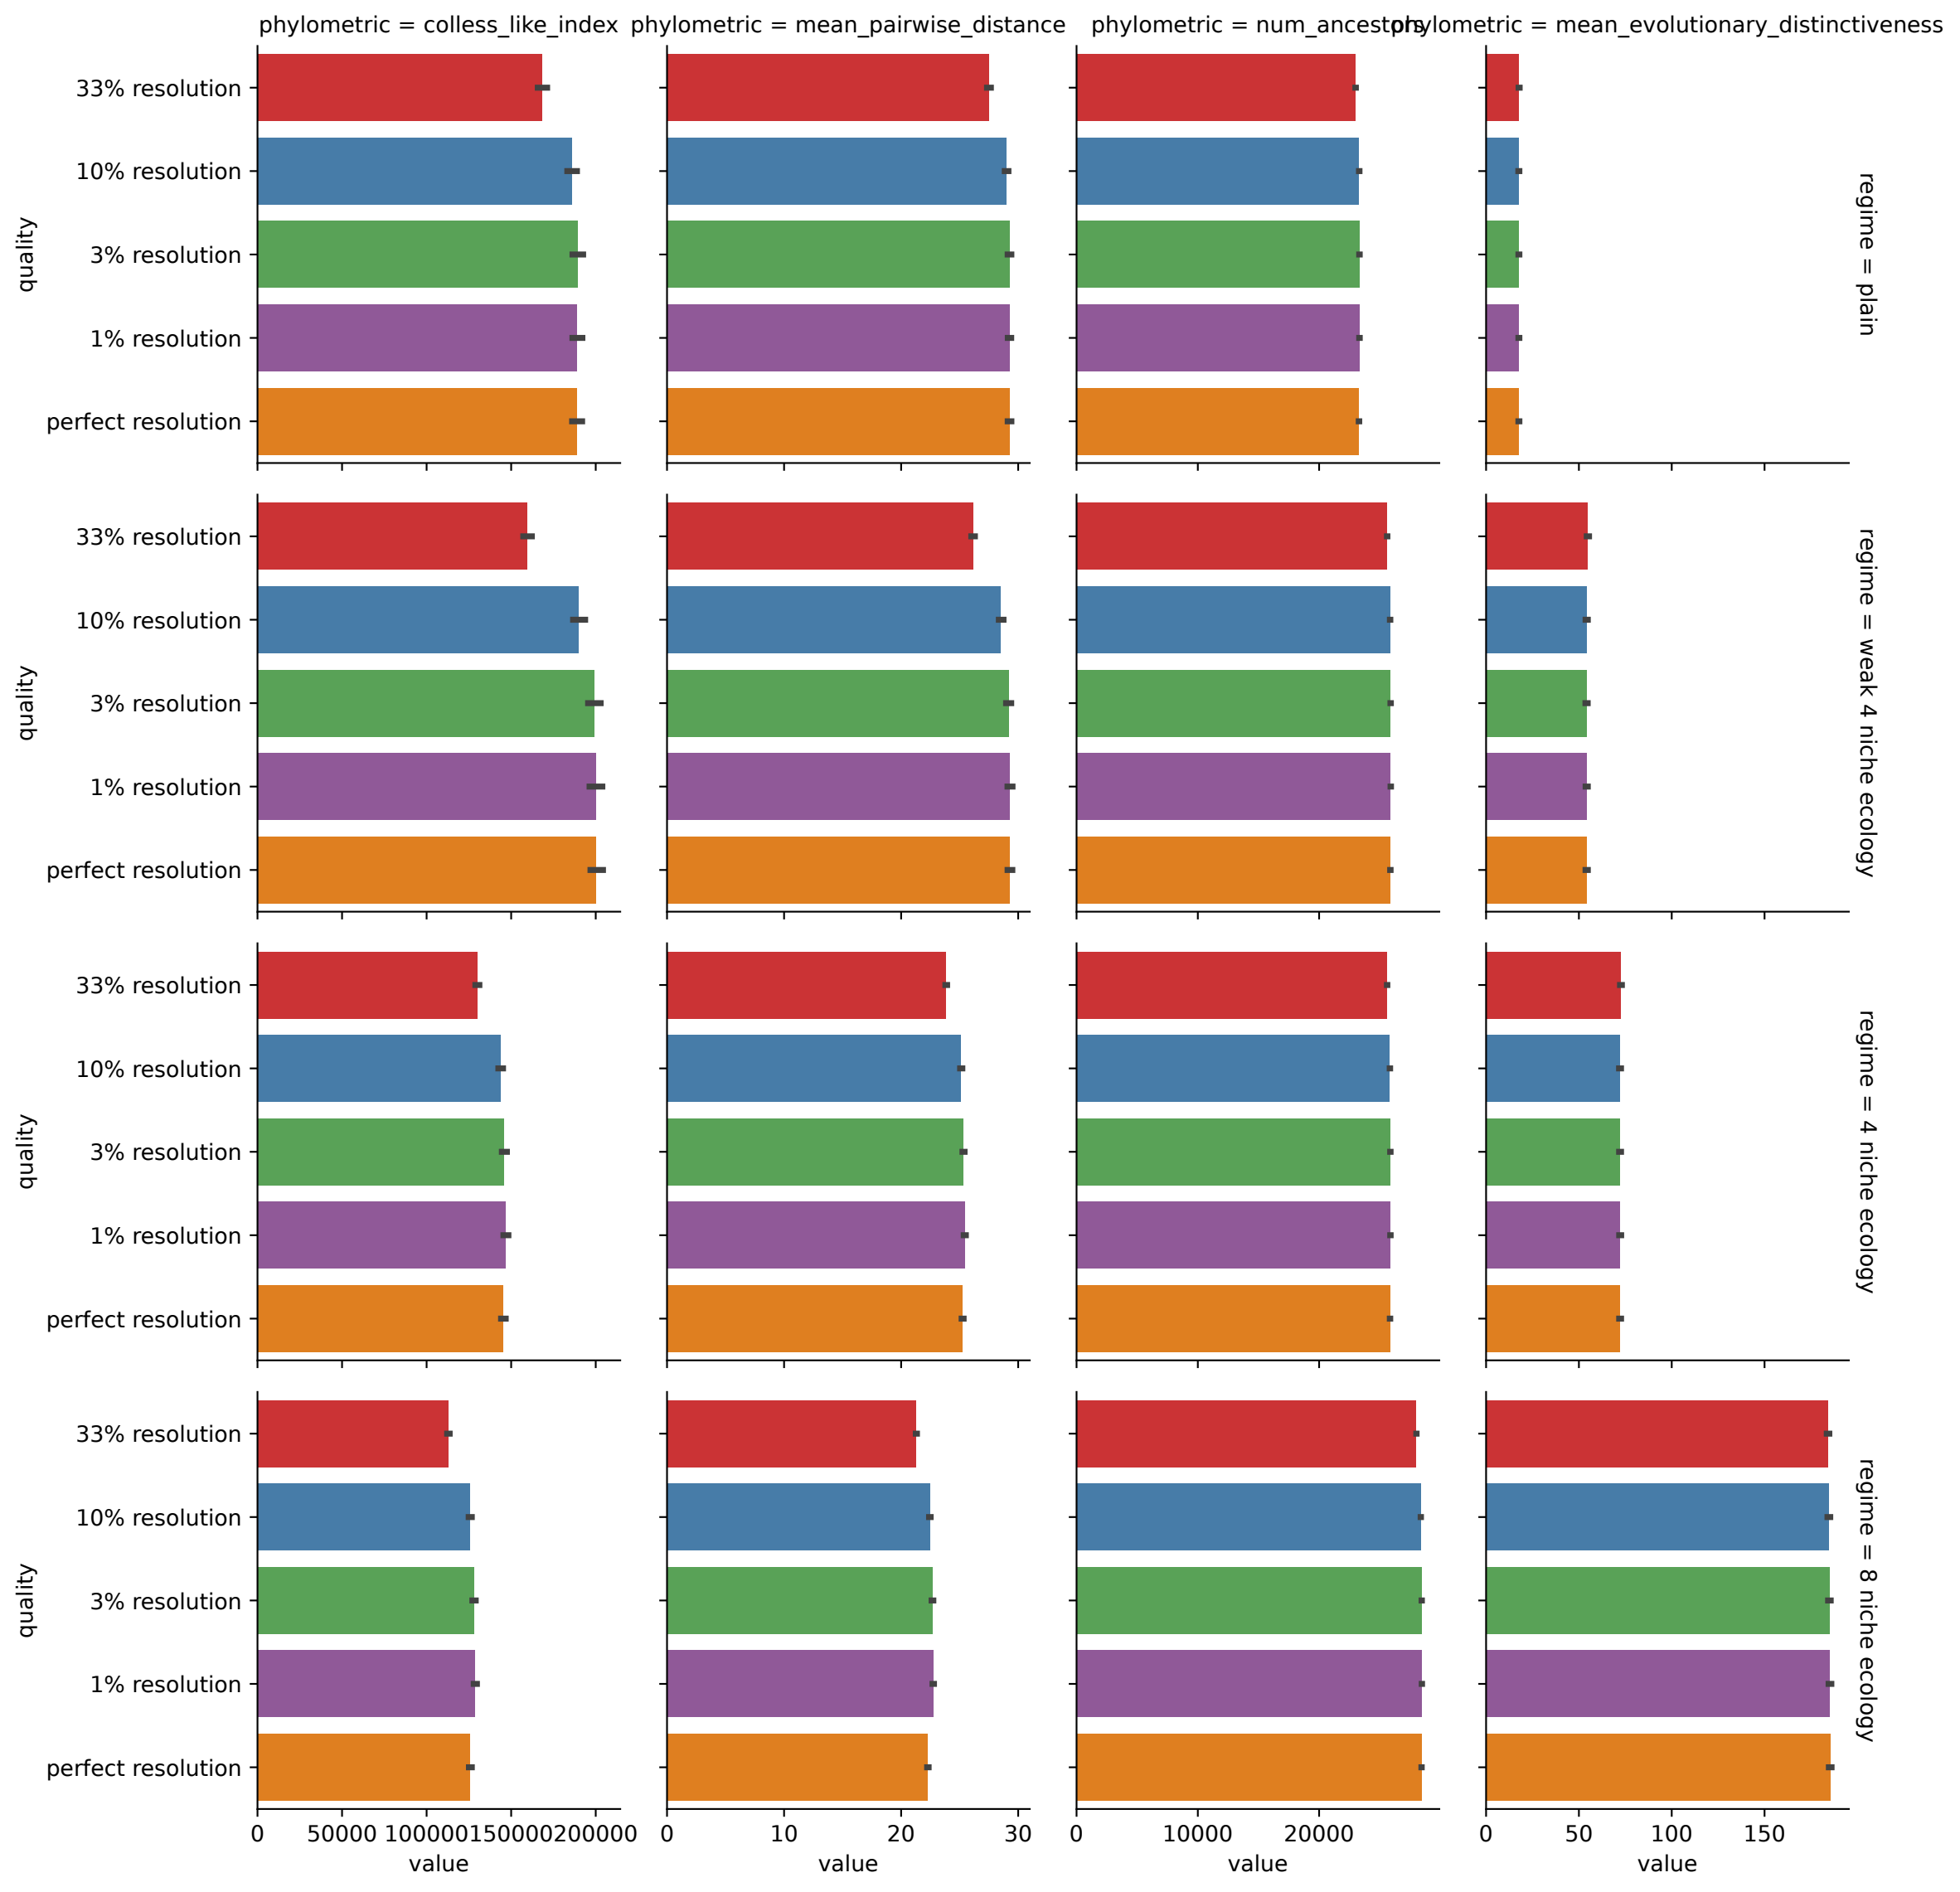 phylometric = colless_like_index
phylometric = mean_pairwise_distance
phylometric = num_ancestors
phylometric = mean_evolutionary_distinctiveness
quality
33% resolution
10% resolution
3% resolution
1% resolution
perfect resolution
regime = plain
quality
33% resolution
10% resolution
3% resolution
1% resolution
perfect resolution
regime = weak 4 niche ecology
quality
33% resolution
10% resolution
3% resolution
1% resolution
perfect resolution
regime = 4 niche ecology
quality
33% resolution
10% resolution
3% resolution
1% resolution
perfect resolution
regime = 8 niche ecology
0 50000 100000 150000 200000
0 10 20 30
0 10000 20000
0 50 100 150
value
value
value
value